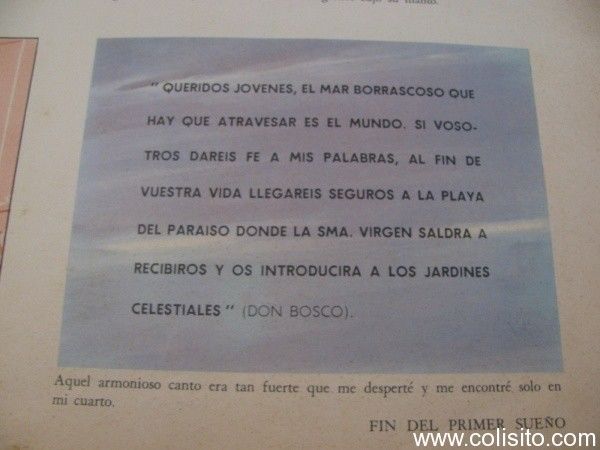 su manto.
" QUERIDOS JOVENES, EL MAR BORRASCOSO QUE
HAY QUE ATRAVESAR ES EL MUNDO. SI VOSO-
TROS DAREIS FE A MIS PALABRAS, AL FIN DE
VUESTRA VIDA LLEGAREIS SEGUROS A LA PLAYA
DEL PARAISO DONDE LA SMA. VIRGEN SALDRA A
RECIBIROS Y OS INTRODUCIRA A LOS JARDINES
CELESTIALES" (DON BOSCO).
Aquel armonioso canto era tan fuerte que me desperté y me encontré solo en
mi cuarto.
FIN DEL PRIMER SUEÑO
www.colisito.com